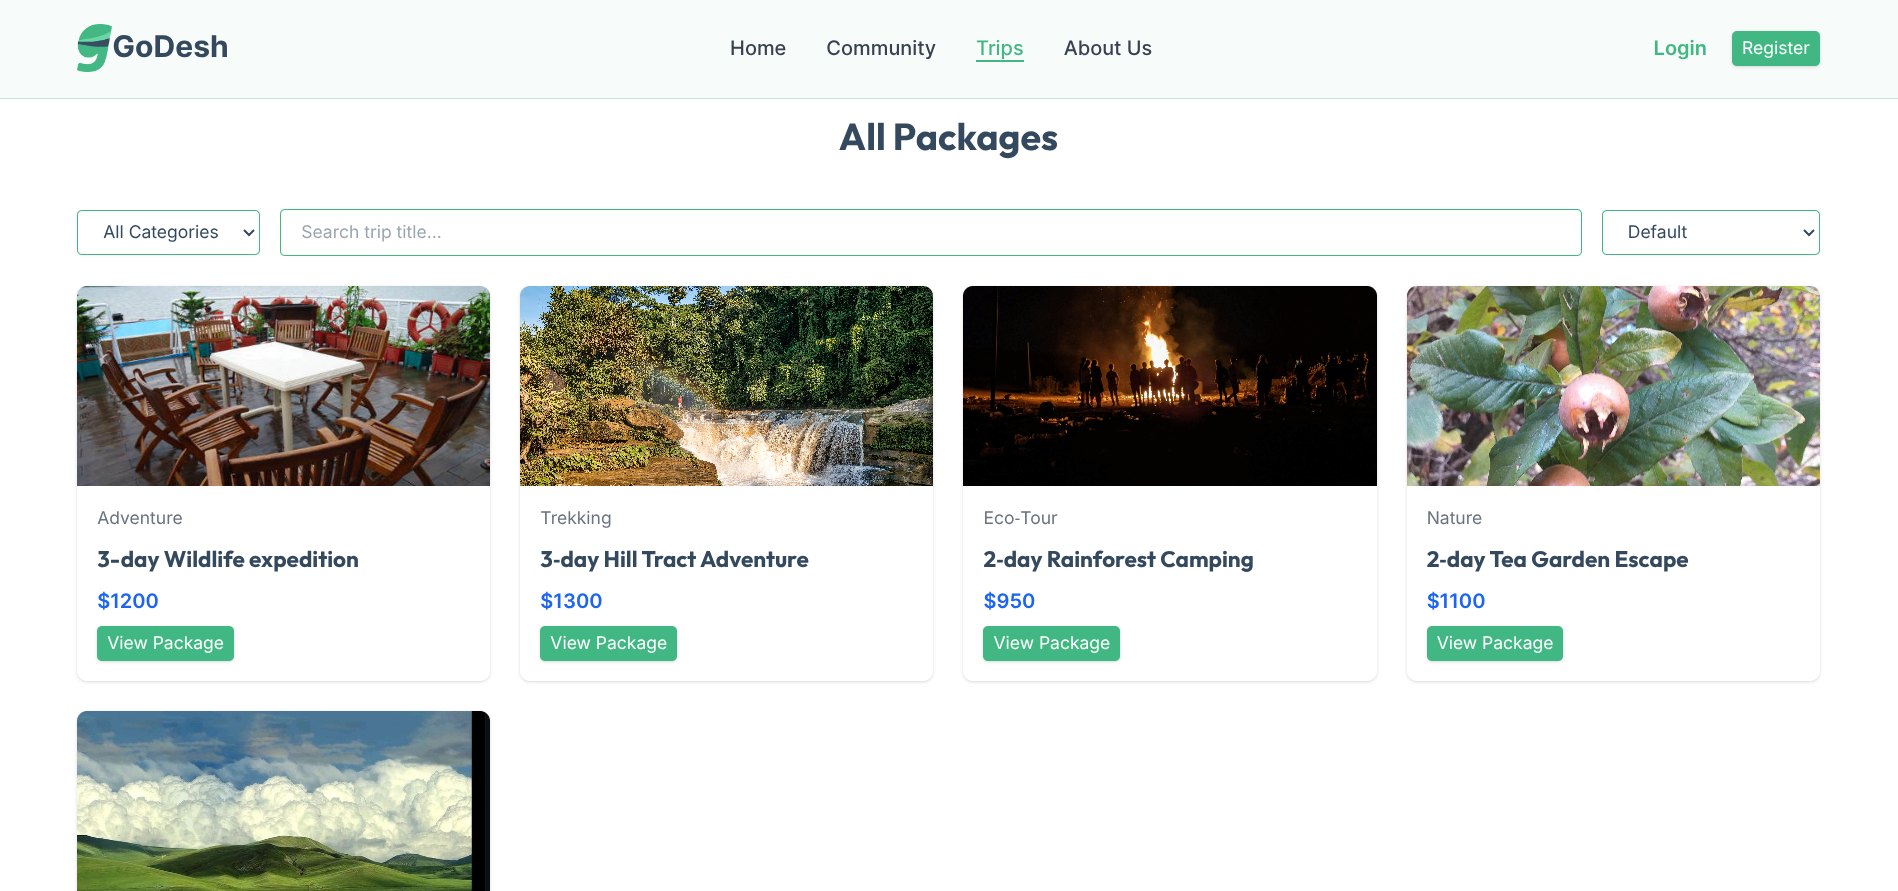 GoDesh
Home
Community
Trips
About Us
Login
Register
All Packages
All Categories
Search trip title...
Default
Adventure
3-day Wildlife expedition
$1200
View Package
Trekking
3-day Hill Tract Adventure
$1300
View Package
Eco-Tour
2-day Rainforest Camping
$950
View Package
Nature
2-day Tea Garden Escape
$1100
View Package